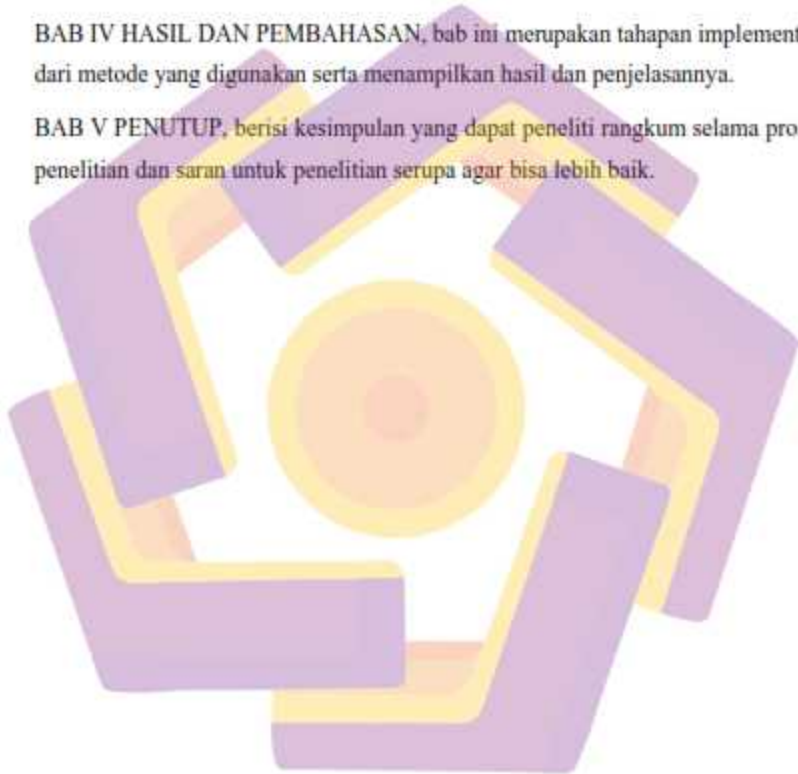 BAB IV HASIL DAN PEMBAHASAN, bab ini merupakan tahapan implement
dari metode yang digunakan serta menampilkan hasil dan penjelasannya.
BAB V PENUTUP, berisi kesimpulan yang dapat peneliti rangkum selama pro
penelitian dan saran untuk penelitian serupa agar bisa lebih baik.